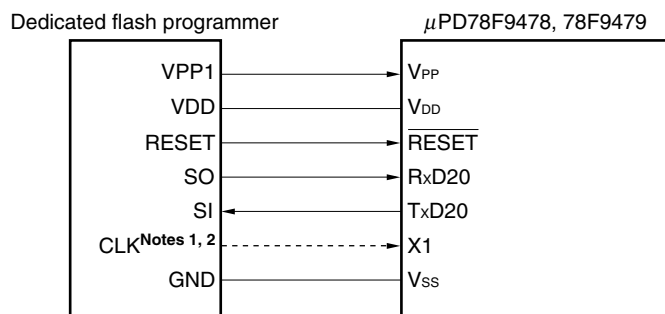 Dedicated flash programmer
μPD78F9478, 78F9479
VPP1
VPP
VDD
VDD
RESET
RESET
SO
RxD20
SI
TxD20
CLKNotes 1, 2
X1
GND
VSS